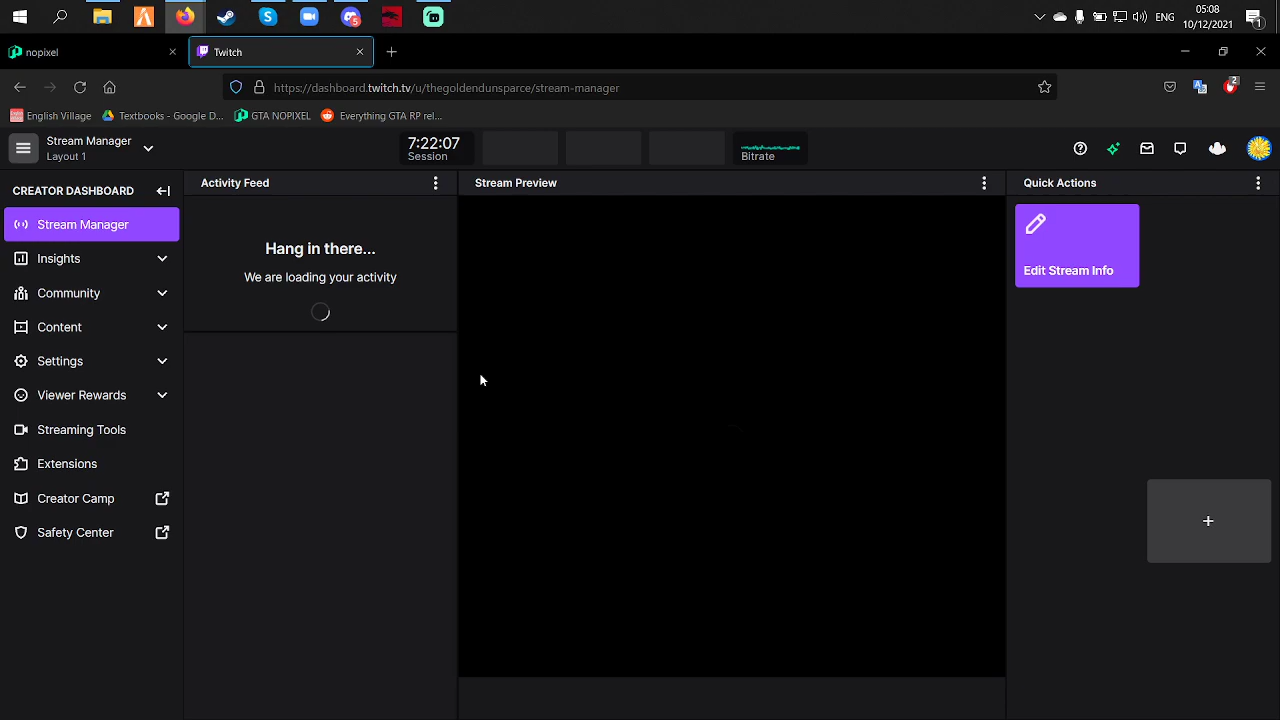 05:08
ENG
10/12/2021
1
5
nopixel
Twitch
https://dashboard.twitch.tv/u/thegoldendunsparce/stream-manager
2
English Village
Textbooks - Google D...
GTA NOPIXEL
Everything GTA RP rel...
Stream Manager
Layout 1
7:22:07
Session
Bitrate
CREATOR DASHBOARD
Activity Feed
Stream Preview
Quick Actions
Stream Manager
Insights
Community
Content
Settings
Viewer Rewards
Streaming Tools
Extensions
Creator Camp
Safety Center
Hang in there...
We are loading your activity
Edit Stream Info
+